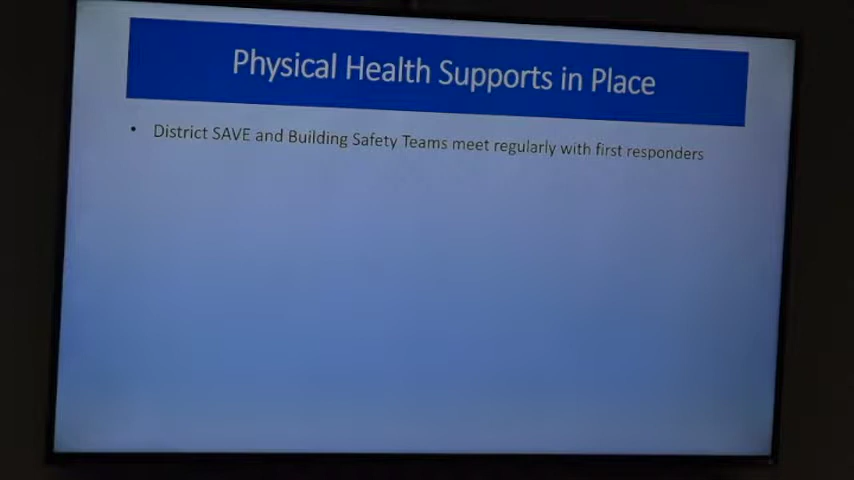 Physical Health Supports in Place
• District SAVE and Building Safety Teams meet regularly with first responders